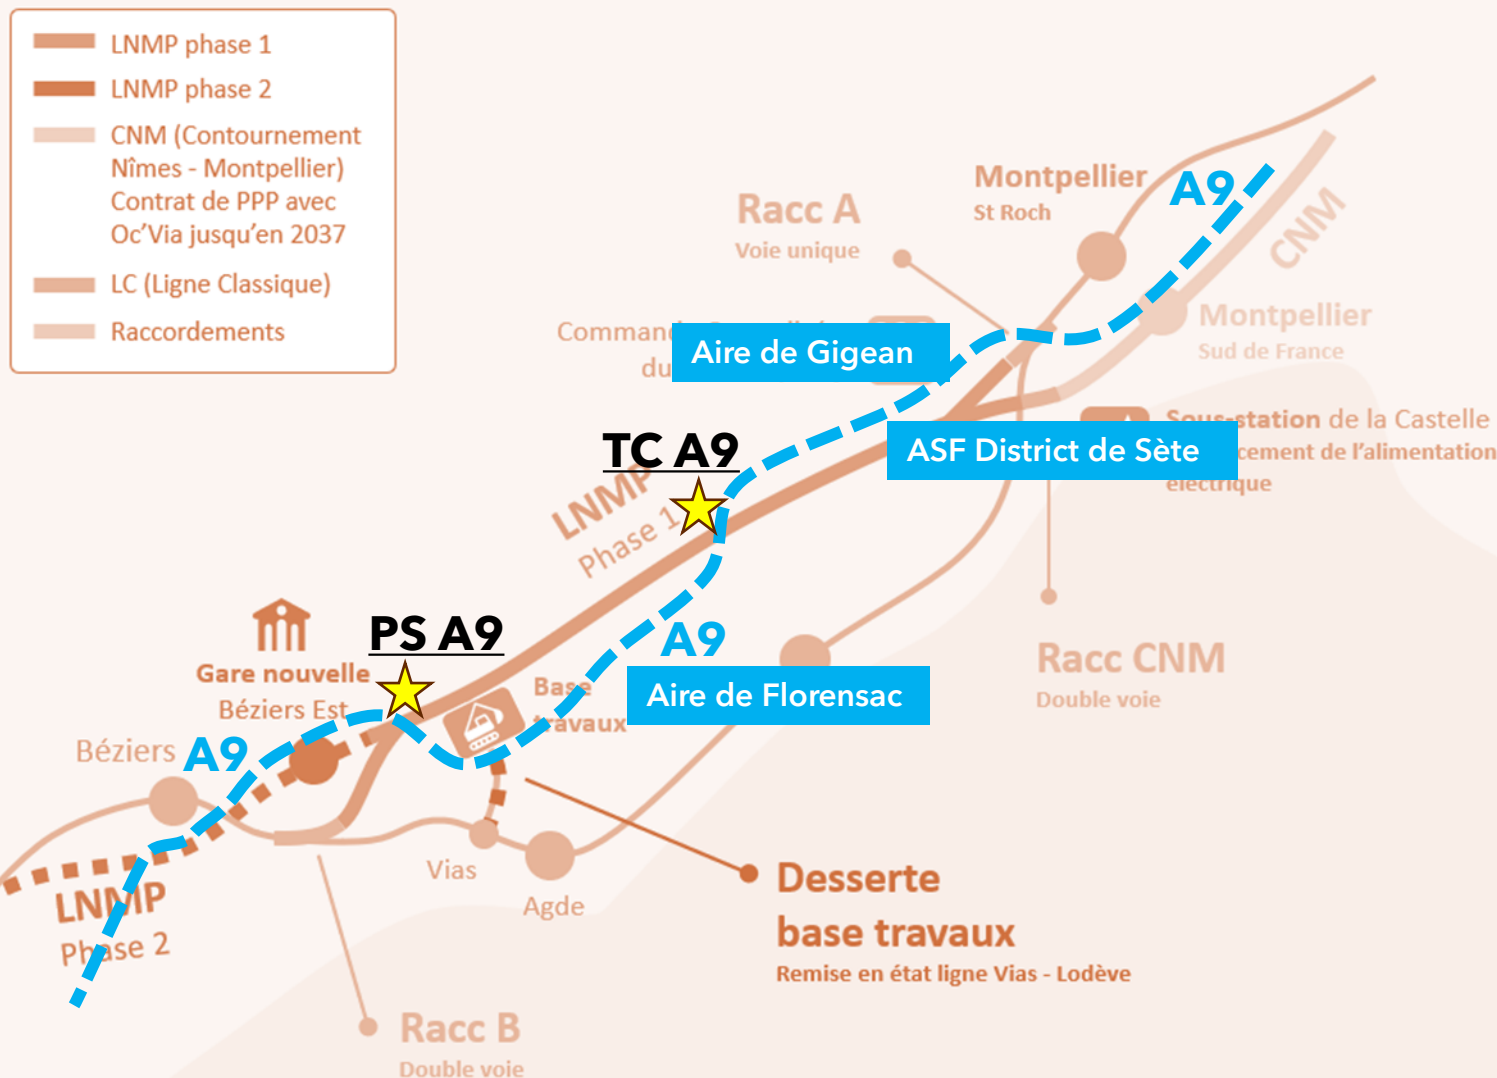 LNMP phase 1
LNMP phase 2
CNM (Contournement
Nîmes - Montpellier)
Contrat de PPP avec
Oc'Via jusqu'en 2037
LC (Ligne Classique)
Raccordements
Montpellier
St Roch
A9
CNM
Racc A
Voie unique
Montpellier
Sud de France
Aire de Gigean
du
Sous-station de la Castelle
cement de l'alimentation
électrique
ASF District de Sète
TC A9
LNMP
Phase 1
PS A9
A9
Gare nouvelle
Béziers Est
Base
travaux
Aire de Florensac
Racc CNM
Double voie
Béziers
A9
Vias
Agde
LNMP
Phase 2
Desserte
base travaux
Remise en état ligne Vias - Lodève
Racc B
Double voie